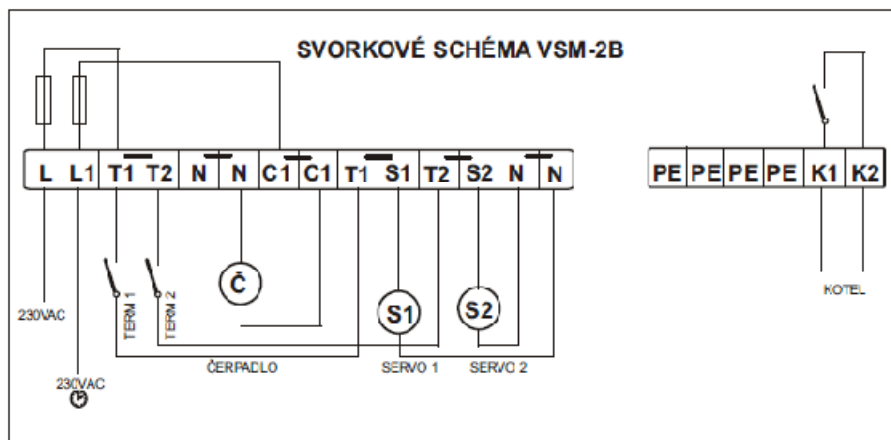 SVORKOVÉ SCHÉMA VSM-2B
L L1 T1 T2 N N C1 C1 T1 S1 T2 S2 N N
PE PE PE PE K1 K2
Č
S1
S2
TERM 1
TERM 2
230VAC
KOTEL
ČERPADLO
SERVO 1
SERVO 2
230VAC